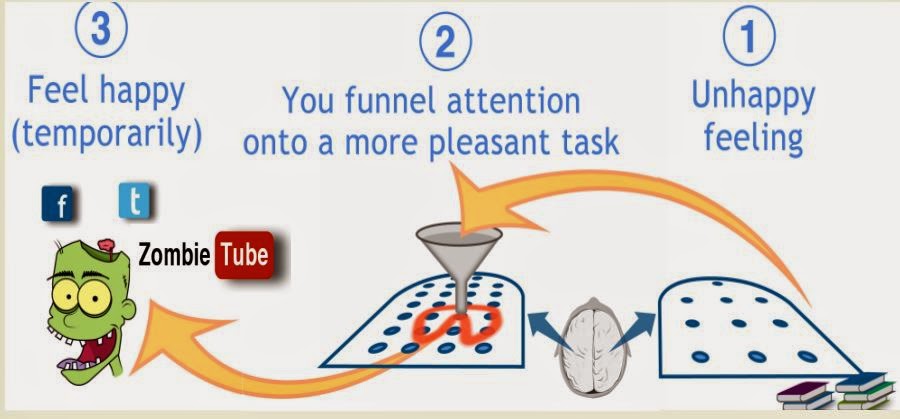 3
Feel happy
(temporarily)
2
You funnel attention
onto a more pleasant task
1
Unhappy
feeling
f
t
Zombie Tube